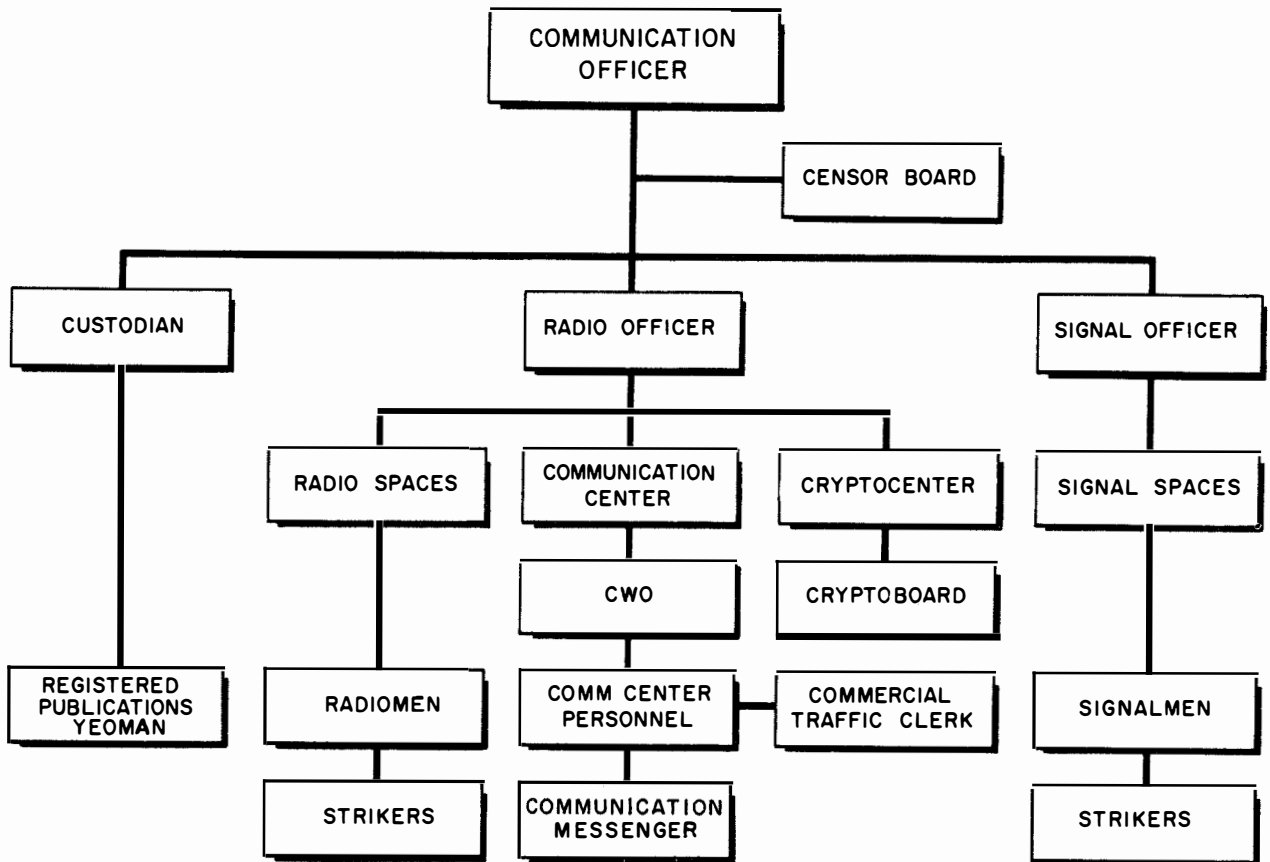 COMMUNICATION
OFFICER
CENSOR BOARD
CUSTODIAN
RADIO OFFICER
SIGNAL OFFICER
RADIO SPACES
COMMUNICATION
CENTER
CRYPTOCENTER
SIGNAL SPACES
CWO
CRYPTOBOARD
REGISTERED
PUBLICATIONS
YEOMAN
RADIOMEN
COMM CENTER
PERSONNEL
COMMERCIAL
TRAFFIC CLERK
SIGNALMEN
STRIKERS
COMMUNICATION
MESSENGER
STRIKERS